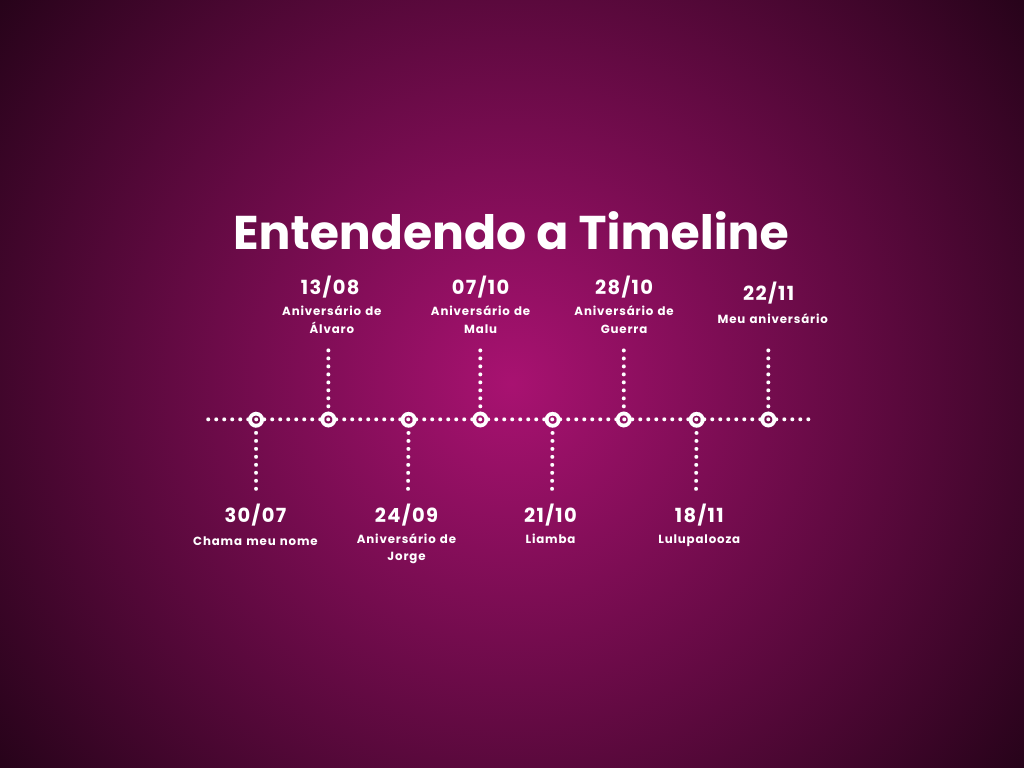 Entendendo a Timeline
13/08
Aniversário de
Álvaro
07/10
Aniversário de
Malu
28/10
Aniversário de
Guerra
22/11
Meu aniversário
30/07
Chama meu nome
24/09
Aniversário de
Jorge
21/10
Liamba
18/11
Lulupalooza